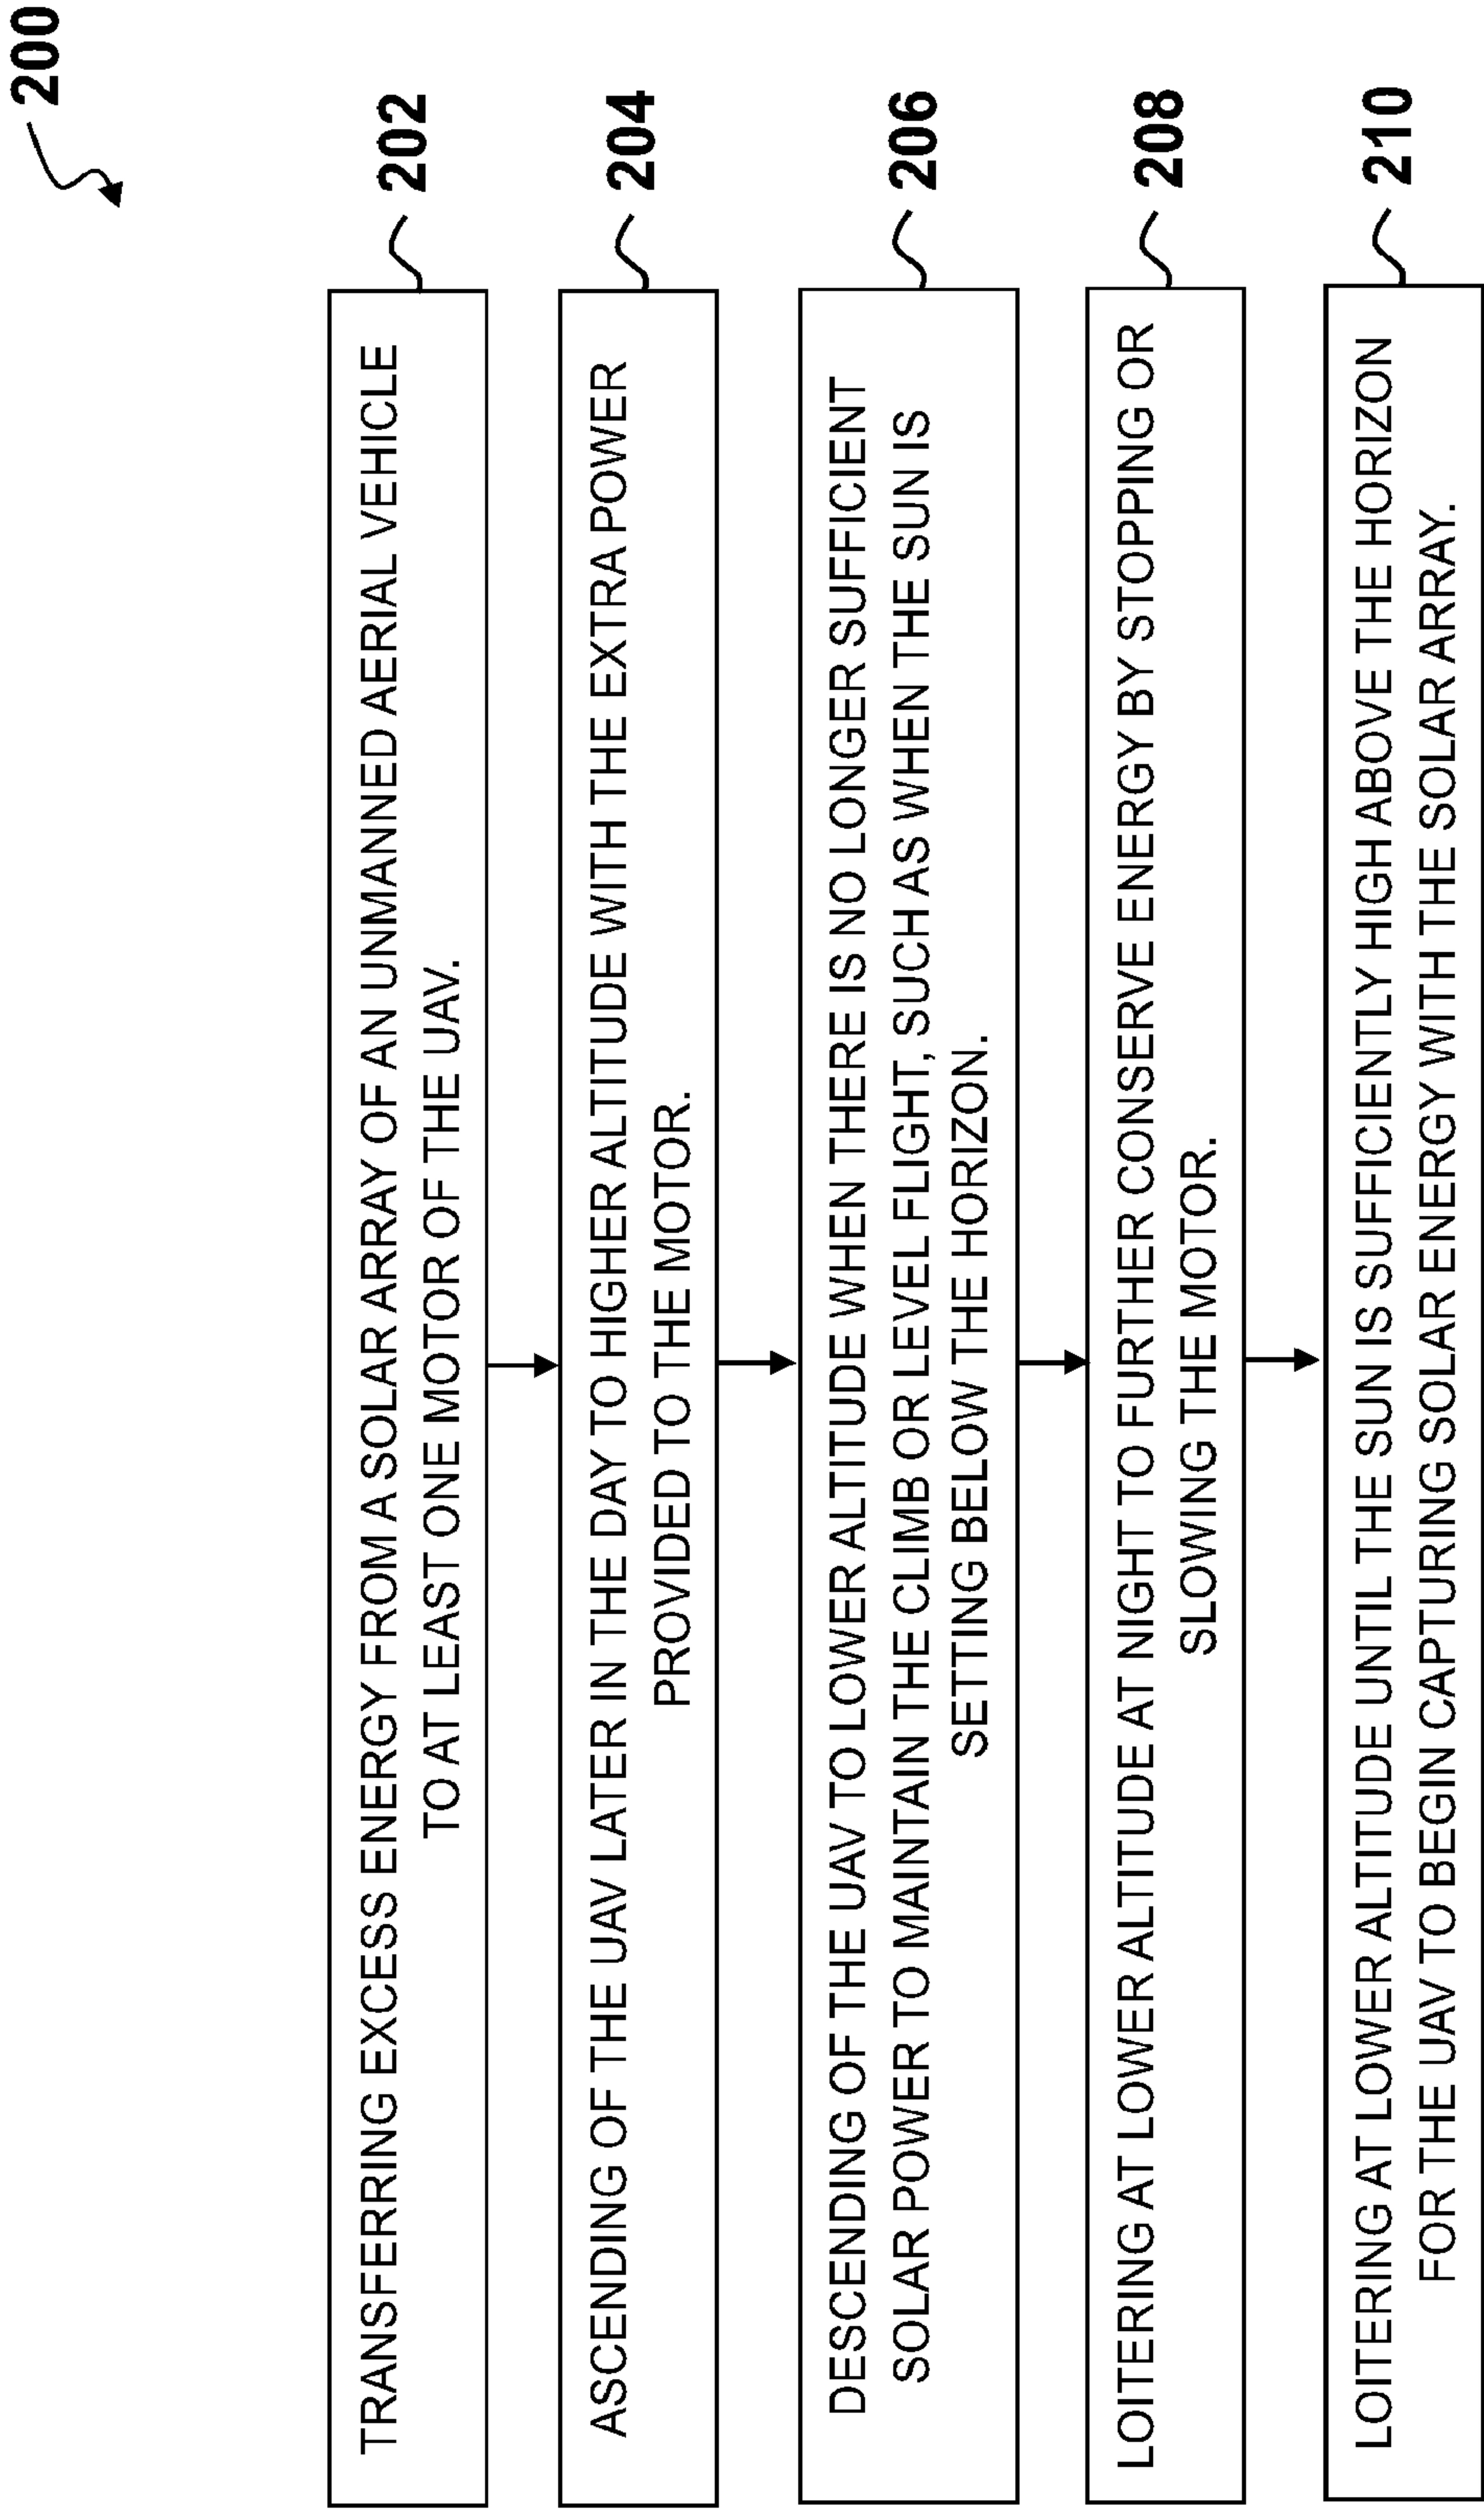 200
TRANSFERRING EXCESS ENERGY FROM A SOLAR ARRAY OF AN UNMANNED AERIAL VEHICLE
TO AT LEAST ONE MOTOR OF THE UAV.
202
ASCENDING OF THE UAV LATER IN THE DAY TO HIGHER ALTITUDE WITH THE EXTRA POWER
PROVIDED TO THE MOTOR.
204
DESCENDING OF THE UAV TO LOWER ALTITUDE WHEN THERE IS NO LONGER SUFFICIENT
SOLAR POWER TO MAINTAIN THE CLIMB OR LEVEL FLIGHT, SUCH AS WHEN THE SUN IS
SETTING BELOW THE HORIZON.
206
LOITERING AT LOWER ALTITUDE AT NIGHT TO FURTHER CONSERVE ENERGY BY STOPPING OR
SLOWING THE MOTOR.
208
LOITERING AT LOWER ALTITUDE UNTIL THE SUN IS SUFFICIENTLY HIGH ABOVE THE HORIZON
FOR THE UAV TO BEGIN CAPTURING SOLAR ENERGY WITH THE SOLAR ARRAY.
210